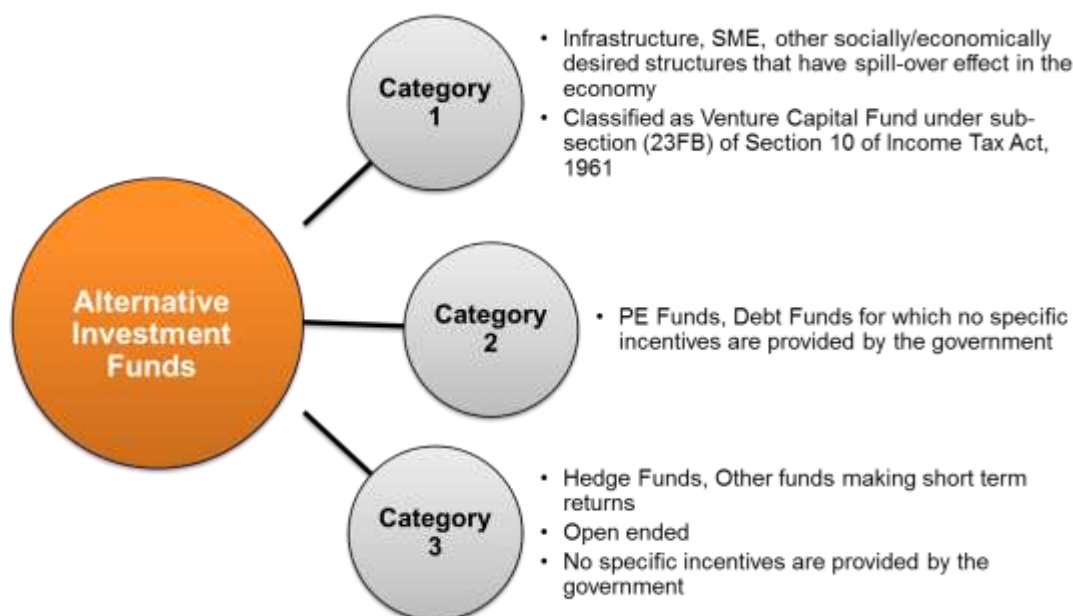 Alternative
Investment
Funds
Category
1
• Infrastructure, SME, other socially/economically
desired structures that have spill-over effect in the
economy
• Classified as Venture Capital Fund under sub-
section (23FB) of Section 10 of Income Tax Act,
1961
Category
2
• PE Funds, Debt Funds for which no specific
incentives are provided by the government
Category
3
• Hedge Funds, Other funds making short term
returns
• Open ended
• No specific incentives are provided by the
government